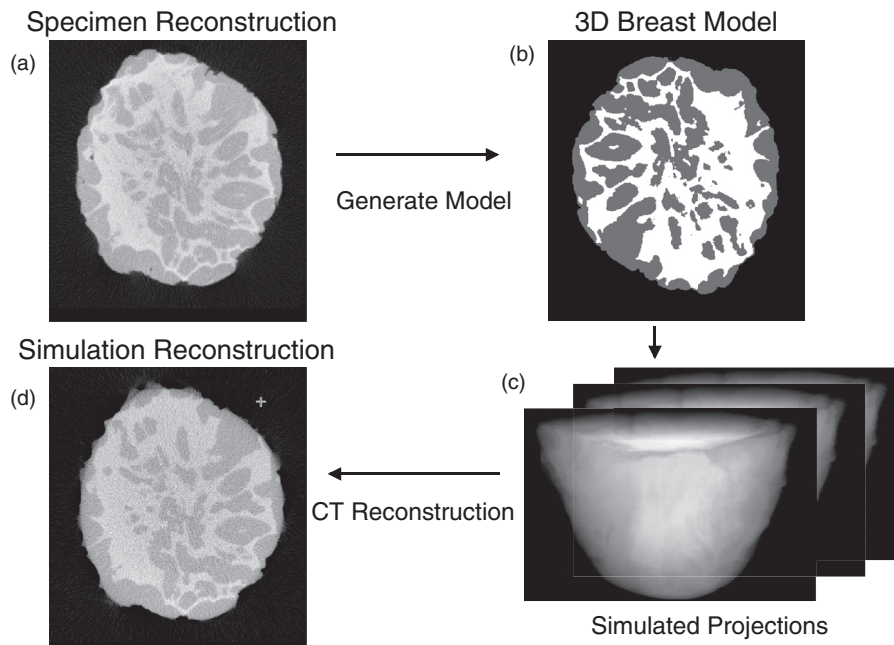 Specimen Reconstruction
3D Breast Model
(a)
(b)
Generate Model
Simulation Reconstruction
(c)
(d)
CT Reconstruction
Simulated Projections